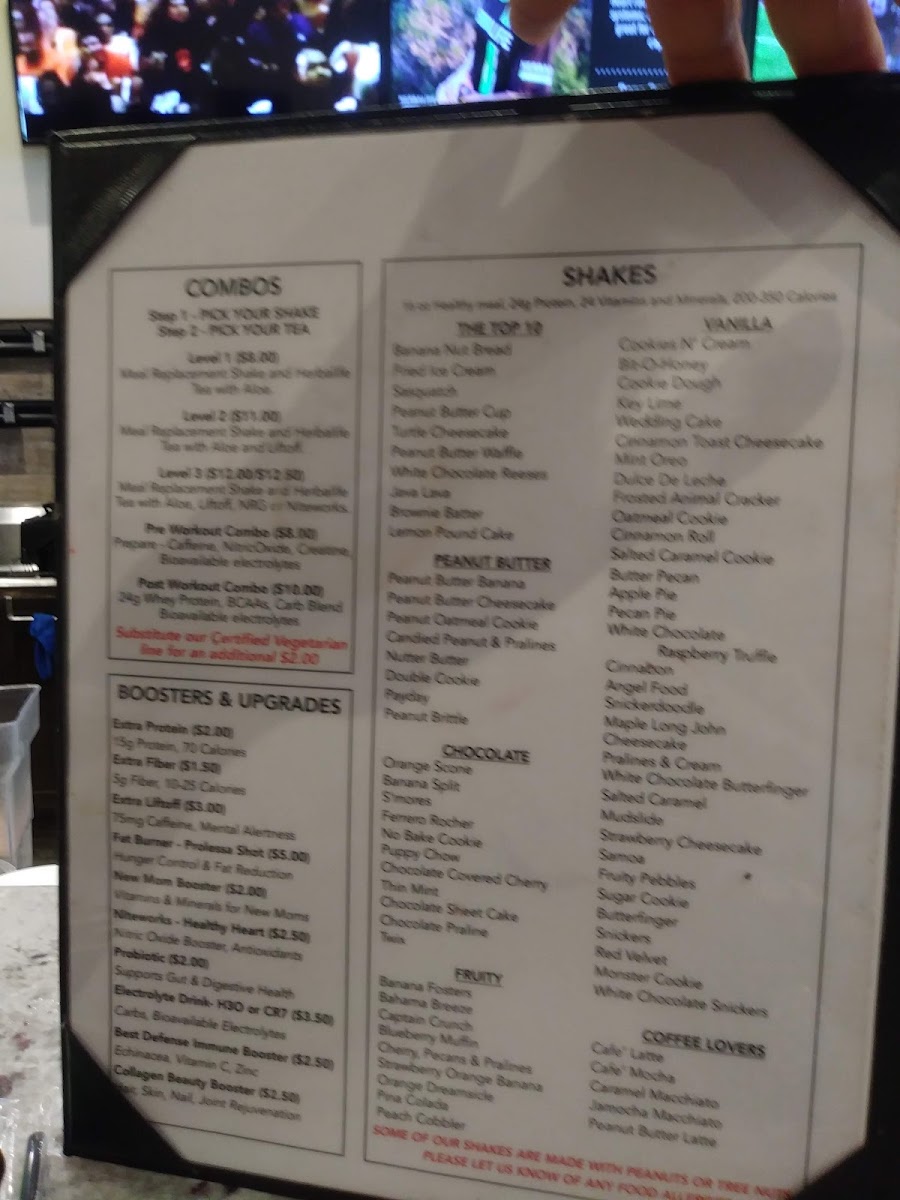 COMBOS
Step 1 - PICK YOUR SHAKE
Step 2 - PICK YOUR TEA
Level 1 ($8.00)
Meal Replacement Shake and Herbalife
Tea with Aloe.
Level 2 ($11.00)
Meal Replacement Shake and Herbalife
Tea with Aloe and Liftoff.
Level 3 ($12.00/$12.50)
Meal Replacement Shake and Herbalife
Tea with Aloe, Liftoff, NRG or Niteworks.
Pre Workout Combo ($8.00)
Prepare - Caffeine, NitricOxide, Creatine,
Bioavailable electrolytes
Post Workout Combo ($10.00)
24g Whey Protein, BCAAs, Carb Blend
Bioavailable electrolytes
Substitute our Certified Vegetarian
line for an additional $2.00
BOOSTERS & UPGRADES
Extra Protein ($2.00)
15g Protein, 70 Calories
Extra Fiber ($1.50)
5g Fiber, 10-25 Calories
Extra Liftoff ($3.00)
75mg Caffeine, Mental Alertness
Fat Burner - Prolessa Shot ($5.00)
Hunger Control & Fat Reduction
New Mom Booster ($2.00)
Vitamins & Minerals for New Moms
Niteworks - Healthy Heart ($2.50)
Nitric Oxide Booster, Antioxidants
Probiotic ($2.00)
Supports Gut & Digestive Health
Electrolyte Drink- H3O or CR7 ($3.50)
Carbs, Bioavailable Electrolytes
Best Defense Immune Booster ($2.50)
Echinacea, Vitamin C, Zinc
Collagen Beauty Booster ($2.50)
Hair, Skin, Nail, Joint Rejuvenation
SHAKES
oz Healthy meal, 24g Protein, 24 Vitamins and Minerals, 200-350 Calories
THE TOP 10
Banana Nut Bread
Fried Ice Cream
Sasquatch
Peanut Butter Cup
Turtle Cheesecake
Peanut Butter Waffle
White Chocolate Reeses
Java Lava
Brownie Batter
Lemon Pound Cake
PEANUT BUTTER
Peanut Butter Banana
Peanut Butter Cheesecake
Peanut Oatmeal Cookie
Candied Peanut & Pralines
Nutter Butter
Double Cookie
Payday
Peanut Brittle
CHOCOLATE
Orange Scone
Banana Split
S'mores
Ferrero Rocher
No Bake Cookie
Puppy Chow
Chocolate Covered Cherry
Thin Mint
Chocolate Sheet Cake
Chocolate Praline
Twix
FRUITY
Banana Fosters
Bahama Breeze
Captain Crunch
Blueberry Muffin
Cherry, Pecans & Pralines
Strawberry Orange Banana
Orange Dreamsicle
Pina Colada
Peach Cobbler
VANILLA
Cookies N' Cream
Bit-O-Honey
Cookie Dough
Key Lime
Wedding Cake
Cinnamon Toast Cheesecake
Mint Oreo
Dulce De Leche
Frosted Animal Cracker
Oatmeal Cookie
Cinnamon Roll
Salted Caramel Cookie
Butter Pecan
Apple Pie
Pecan Pie
White Chocolate
Raspberry Truffle
Cinnabon
Angel Food
Snickerdoodle
Maple Long John
Cheesecake
Pralines & Cream
White Chocolate Butterfinger
Salted Caramel
Mudslide
Strawberry Cheesecake
Samoa
Fruity Pebbles
Sugar Cookie
Butterfinger
Snickers
Red Velvet
Monster Cookie
White Chocolate Snickers
COFFEE LOVERS
Cafe' Latte
Cafe' Mocha
Caramel Macchiato
Jamocha Macchiato
Peanut Butter Latte
SOME OF OUR SHAKES ARE MADE WITH PEANUTS OR TREE NUTS
PLEASE LET US KNOW OF ANY FOOD